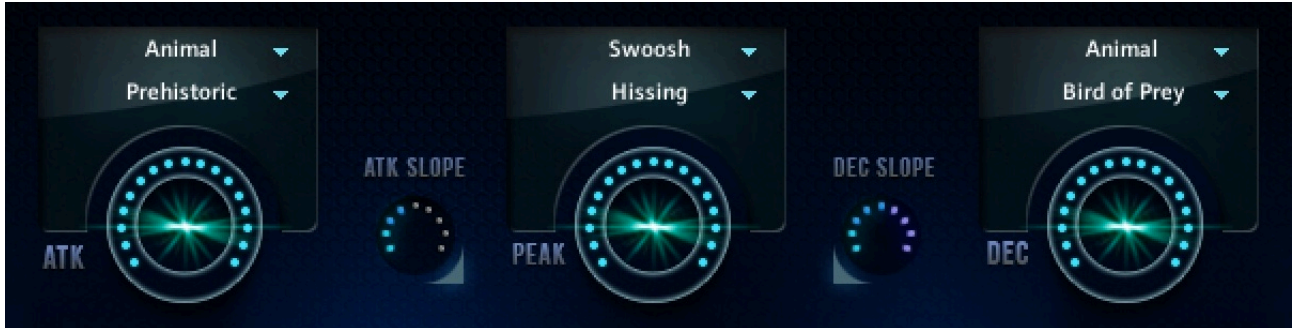 Animal
Prehistoric
ATK
ATK SLOPE
Swoosh
Hissing
PEAK
DEC SLOPE
Animal
Bird of Prey
DEC